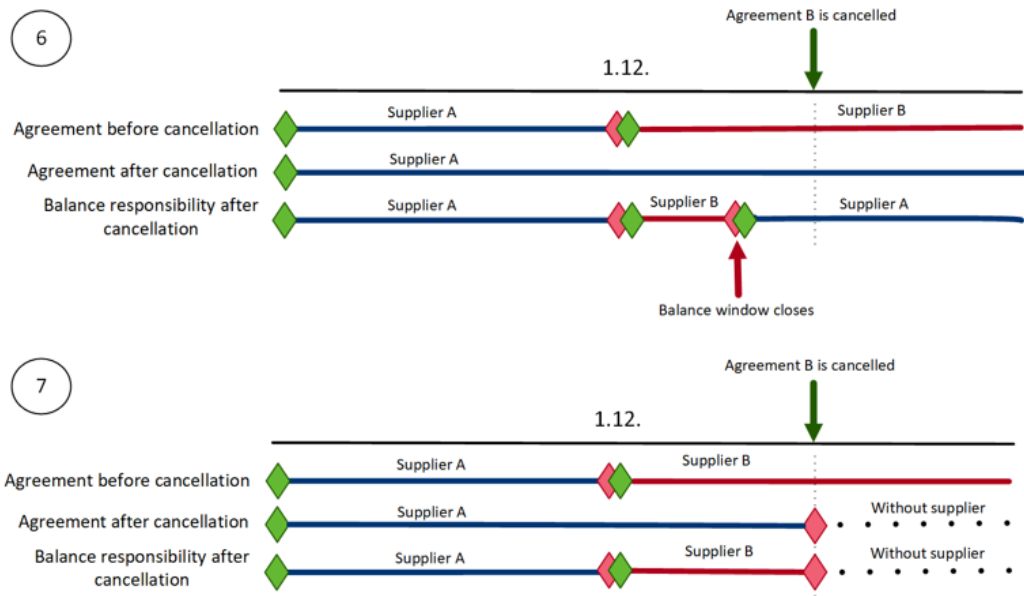 6
Agreement B is cancelled
1.12.
Agreement before cancellation
Supplier A
Supplier B
Agreement after cancellation
Supplier A
Balance responsibility after
cancellation
Supplier A
Supplier B
Supplier A
Balance window closes
7
Agreement B is cancelled
1.12.
Agreement before cancellation
Supplier A
Supplier B
Agreement after cancellation
Supplier A
Without supplier
Balance responsibility after
cancellation
Supplier A
Supplier B
Without supplier